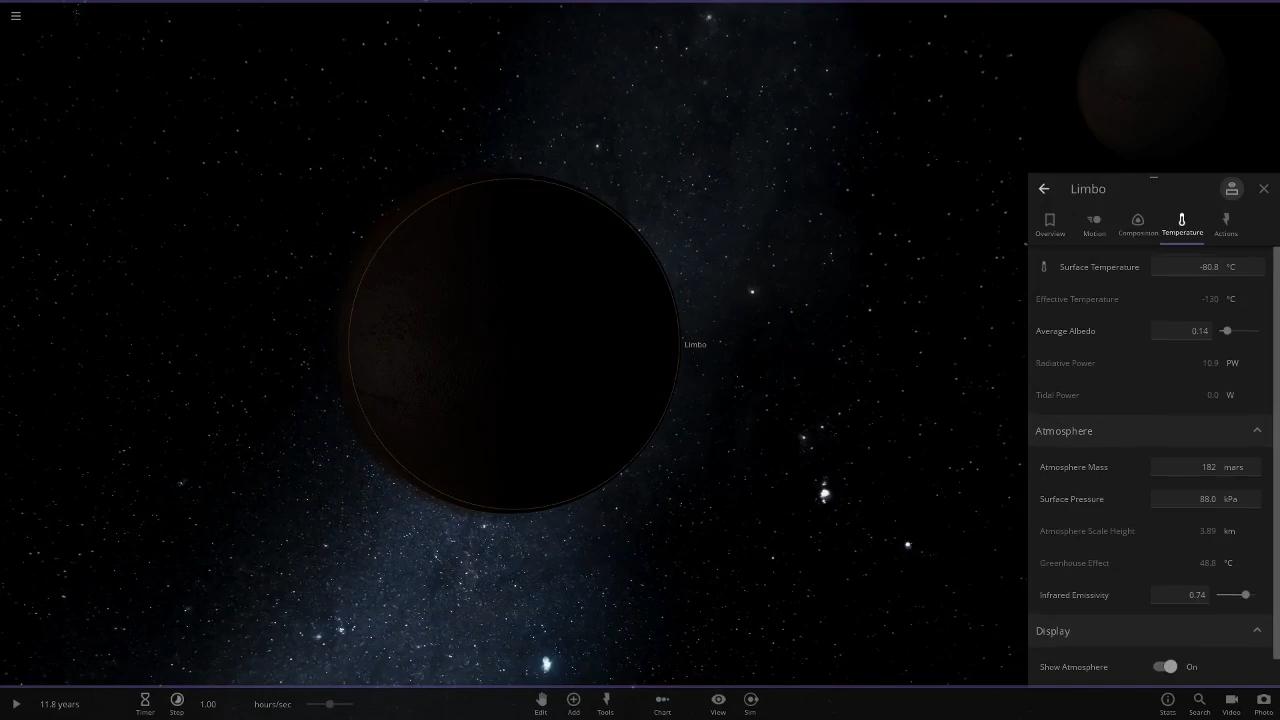 Limbo
Overview
Motion
Composition
Temperature
Actions
Surface Temperature -80.8 °C
Effective Temperature -130 °C
Average Albedo 0.14
Radiative Power 10.9 PW
Tidal Power 0.0 W
Atmosphere
Atmosphere Mass 182 mars
Surface Pressure 88.0 kPa
Atmosphere Scale Height 3.89 km
Greenhouse Effect 48.8 °C
Infrared Emissivity 0.74
Display
Show Atmosphere On
Limbo
11.8 years
Timer
Step
1.00 hours/sec
Edit
Add
Tools
Chart
View
Sim
Stats
Search
Video
Photo